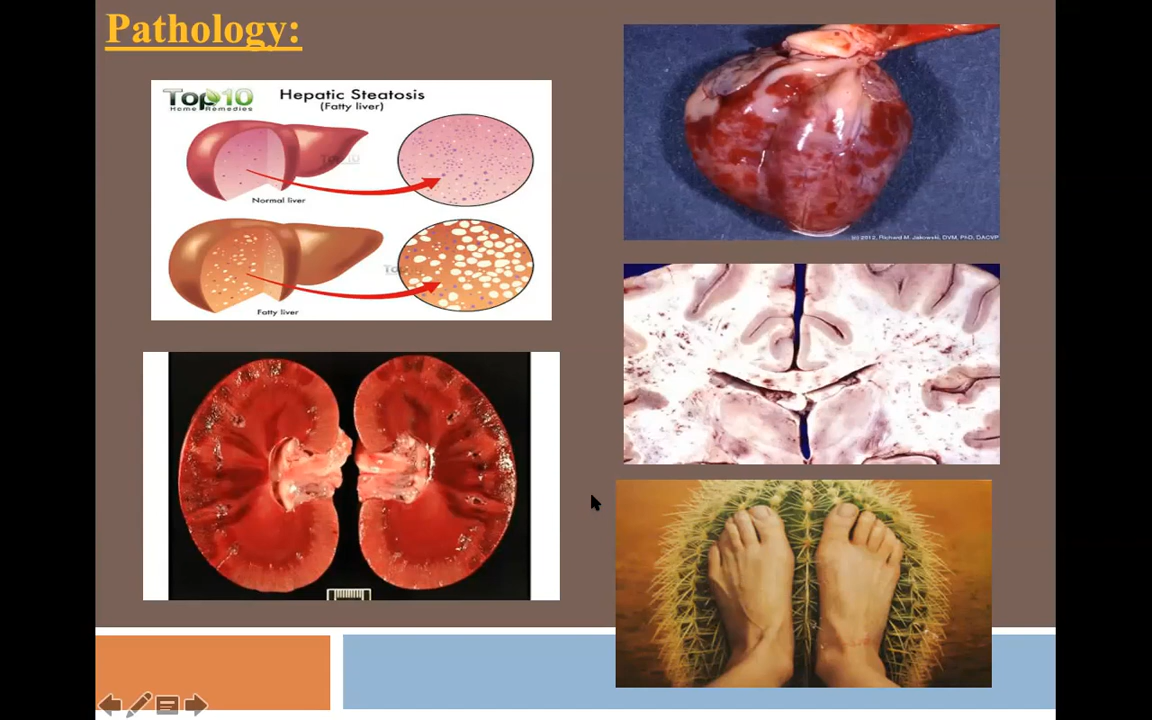 Pathology:
Top10
Home Remedies
Hepatic Steatosis
(Fatty liver)
Normal liver
Fatty liver
(c) 2012, Richard M. Jakowski, DVM, PhD, DACVP